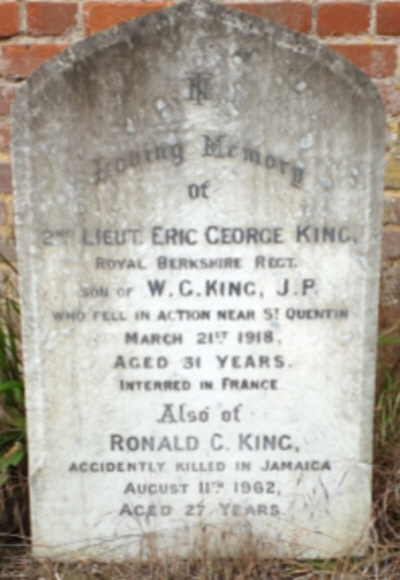 IN
Loving Memory
of
2ND LIEUT. ERIC GEORGE KING,
ROYAL BERKSHIRE REGT.
SON OF W. G. KING, J.P.
WHO FELL IN ACTION NEAR ST QUENTIN
MARCH 21ST 1918,
AGED 31 YEARS.
INTERRED IN FRANCE.
Also of
RONALD G. KING,
ACCIDENTLY KILLED IN JAMAICA
AUGUST 11TH 1962,
AGED 27 YEARS